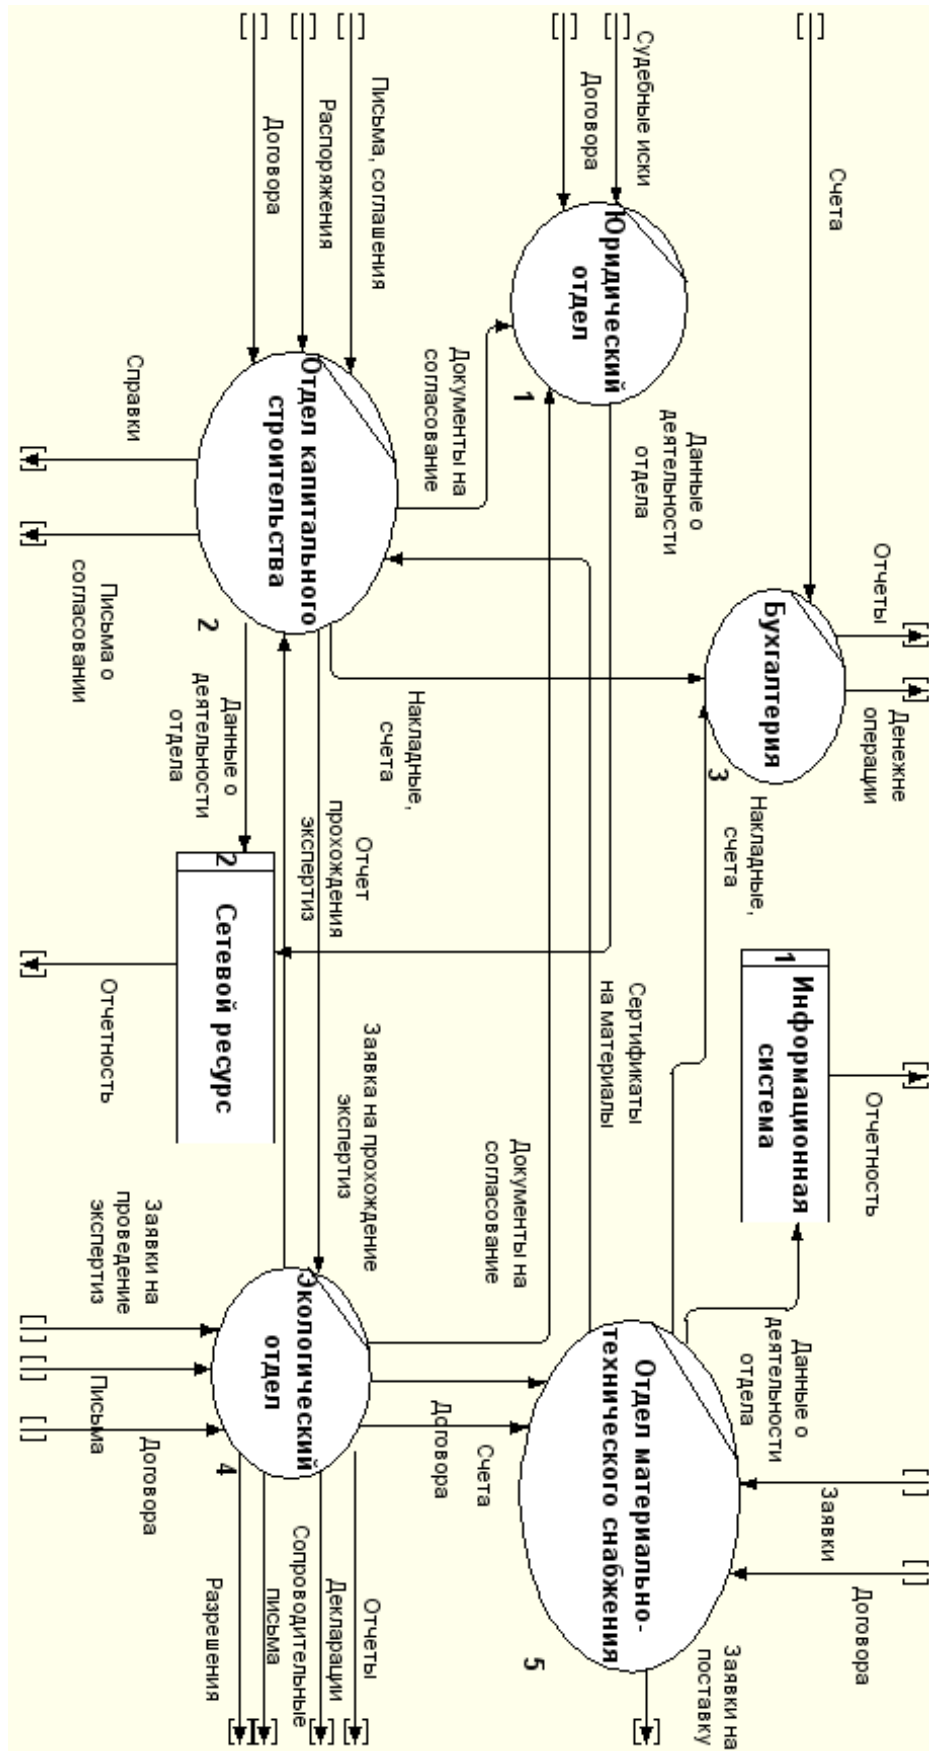 Отчеты
Денежне
операции
Отчетность
Заявки
Договора
Счета
Бухгалтерия
3
1
Информационная
система
Данные о
деятельности
отдела
Накладные,
счета
Заявки на
поставку
Судебные иски
Договора
Юридический
отдел
1
Данные о
деятельности
отдела
Сертификаты
на материалы
Отдел материально-
технического снабжения
5
Документы на
согласование
Документы на
согласование
Счета
Договора
Письма, соглашения
Распоряжения
Договора
Отдел капитального
строительства
2
Накладные,
счета
Отчет
прохождения
экспертиз
Заявка на прохождение
экспертиз
Экологический
отдел
4
Отчеты
Декларации
Сопроводительные
письма
Разрешения
Данные о
деятельности
отдела
2
Сетевой ресурс
Справки
Письма о
согласовании
Отчетность
Заявки на
проведение
экспертиз
Письма
Договора